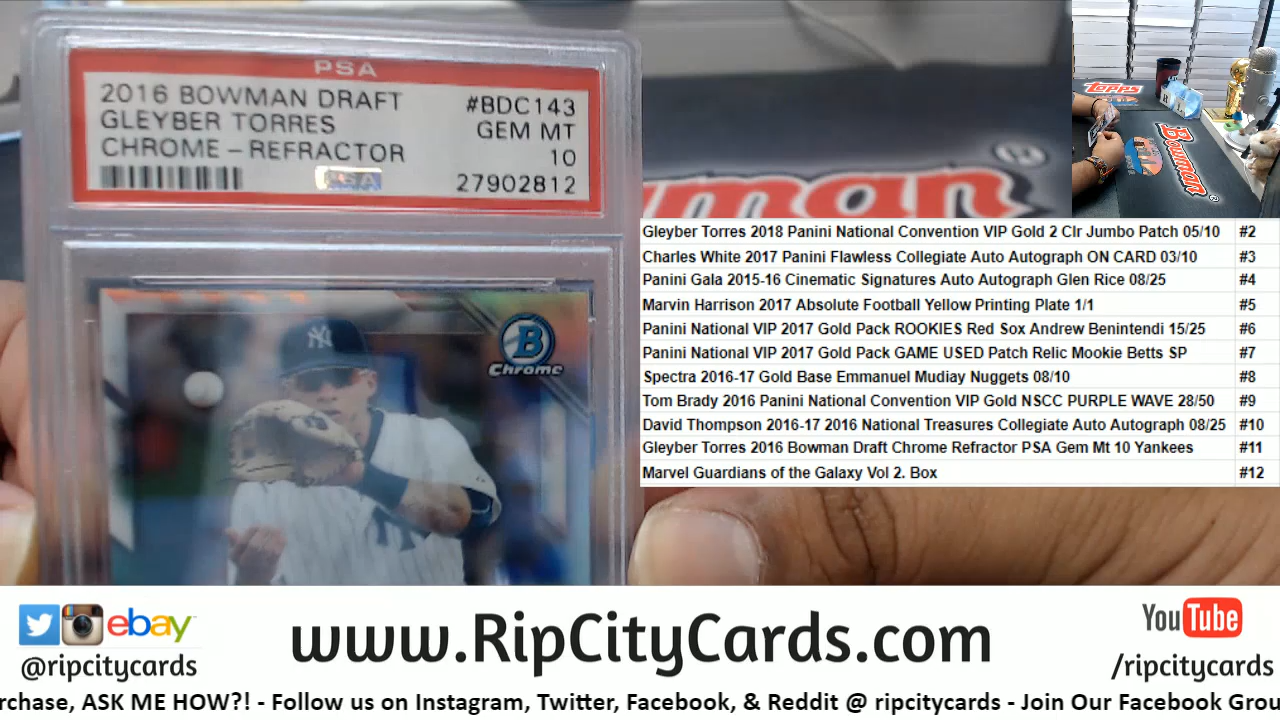 PSA
2016 BOWMAN DRAFT #BDC143
GLEYBER TORRES GEM MT
CHROME - REFRACTOR 10
27902812
PSA
B
Chrome
NY
NY
man®
Topps
Bowman®
Gleyber Torres 2018 Panini National Convention VIP Gold 2 Clr Jumbo Patch 05/10 #2
Charles White 2017 Panini Flawless Collegiate Auto Autograph ON CARD 03/10 #3
Panini Gala 2015-16 Cinematic Signatures Auto Autograph Glen Rice 08/25 #4
Marvin Harrison 2017 Absolute Football Yellow Printing Plate 1/1 #5
Panini National VIP 2017 Gold Pack ROOKIES Red Sox Andrew Benintendi 15/25 #6
Panini National VIP 2017 Gold Pack GAME USED Patch Relic Mookie Betts SP #7
Spectra 2016-17 Gold Base Emmanuel Mudiay Nuggets 08/10 #8
Tom Brady 2016 Panini National Convention VIP Gold NSCC PURPLE WAVE 28/50 #9
David Thompson 2016-17 2016 National Treasures Collegiate Auto Autograph 08/25 #10
Gleyber Torres 2016 Bowman Draft Chrome Refractor PSA Gem Mt 10 Yankees #11
Marvel Guardians of the Galaxy Vol 2. Box #12
ebay
@ripcitycards
www.RipCityCards.com
YouTube
/ripcitycards
rchase, ASK ME HOW?! - Follow us on Instagram, Twitter, Facebook, & Reddit @ ripcitycards - Join Our Facebook Grou